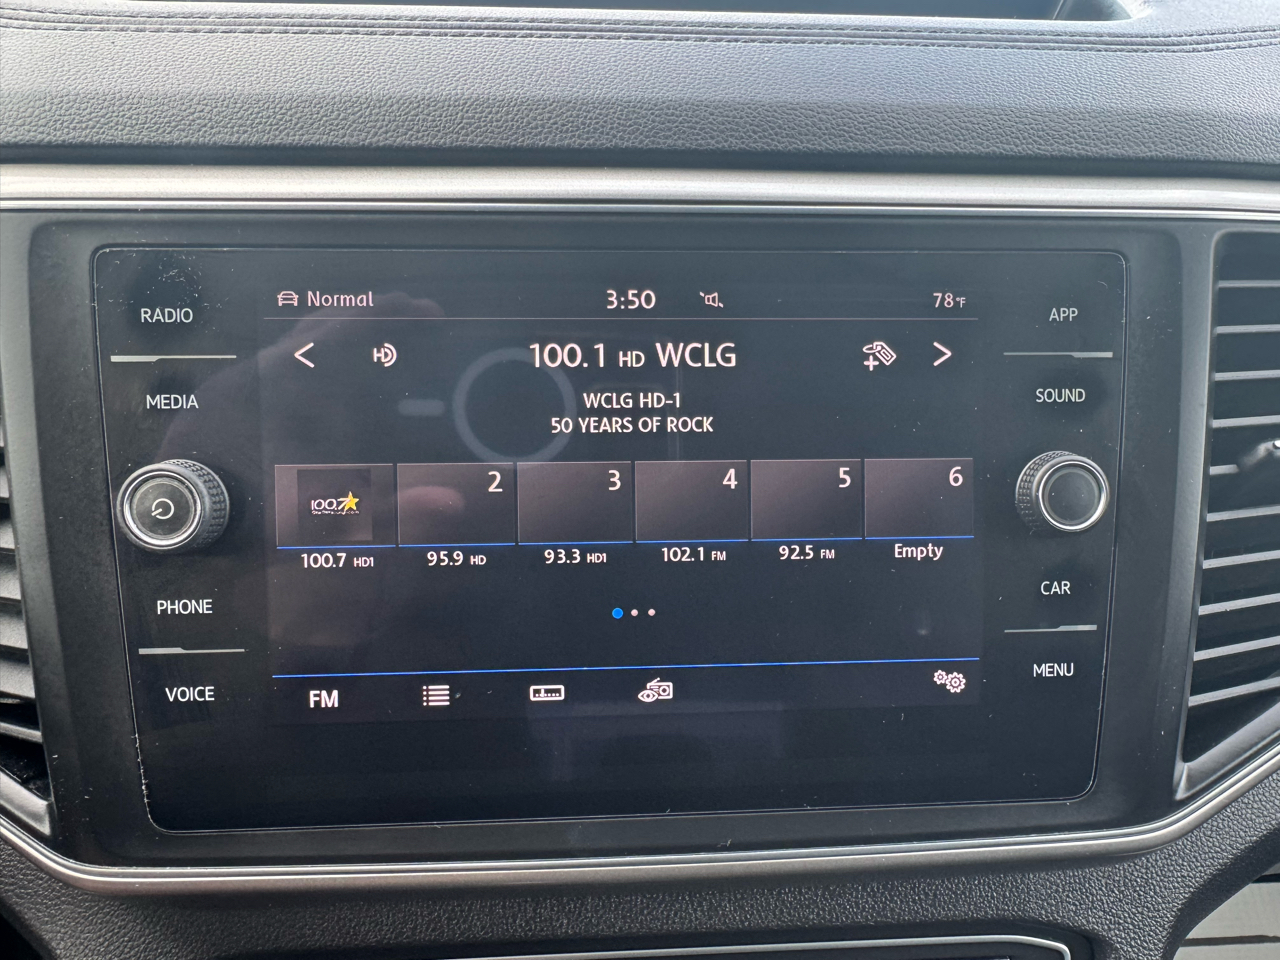 RADIO
MEDIA
PHONE
VOICE
Normal
3:50
78°F
100.1 HD WCLG
WCLG HD-1
50 YEARS OF ROCK
100.7
2
3
4
5
6
100.7 HD1
95.9 HD
93.3 HD1
102.1 FM
92.5 FM
Empty
FM
APP
SOUND
CAR
MENU